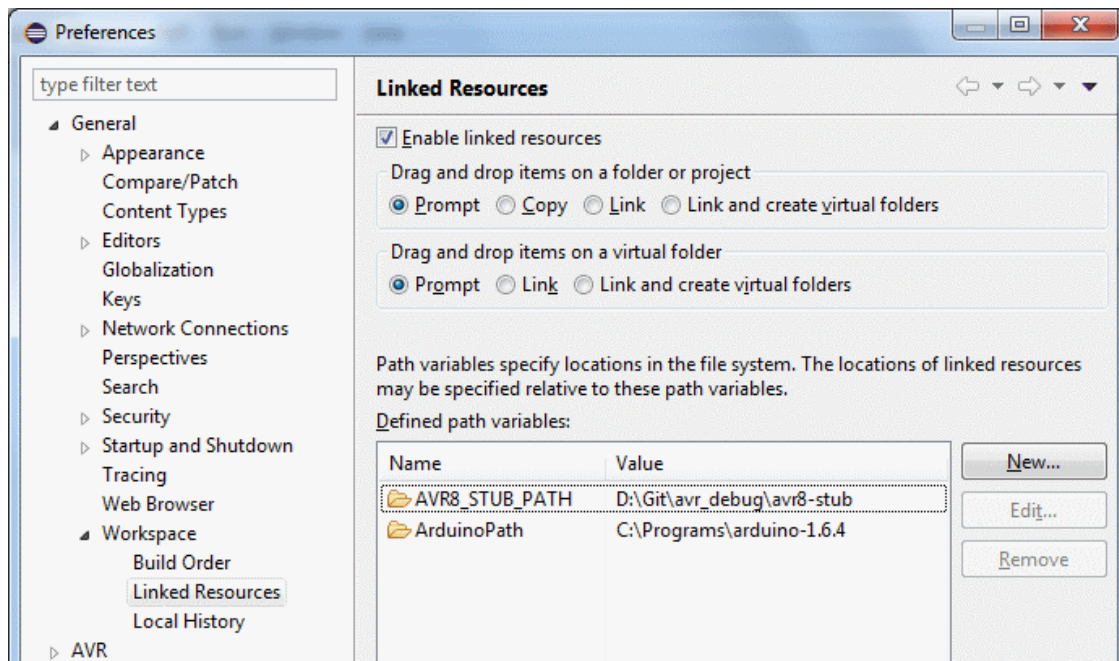 Preferences
type filter text
General
Appearance
Compare/Patch
Content Types
Editors
Globalization
Keys
Network Connections
Perspectives
Search
Security
Startup and Shutdown
Tracing
Web Browser
Workspace
Build Order
Linked Resources
Local History
AVR
Linked Resources
Enable linked resources
Drag and drop items on a folder or project
Prompt Copy Link Link and create virtual folders
Drag and drop items on a virtual folder
Prompt Link Link and create virtual folders
Path variables specify locations in the file system. The locations of linked resources
may be specified relative to these path variables.
Defined path variables:
Name Value
AVR8_STUB_PATH D:\Git\avr_debug\avr8-stub
ArduinoPath C:\Programs\arduino-1.6.4
New...
Edit...
Remove